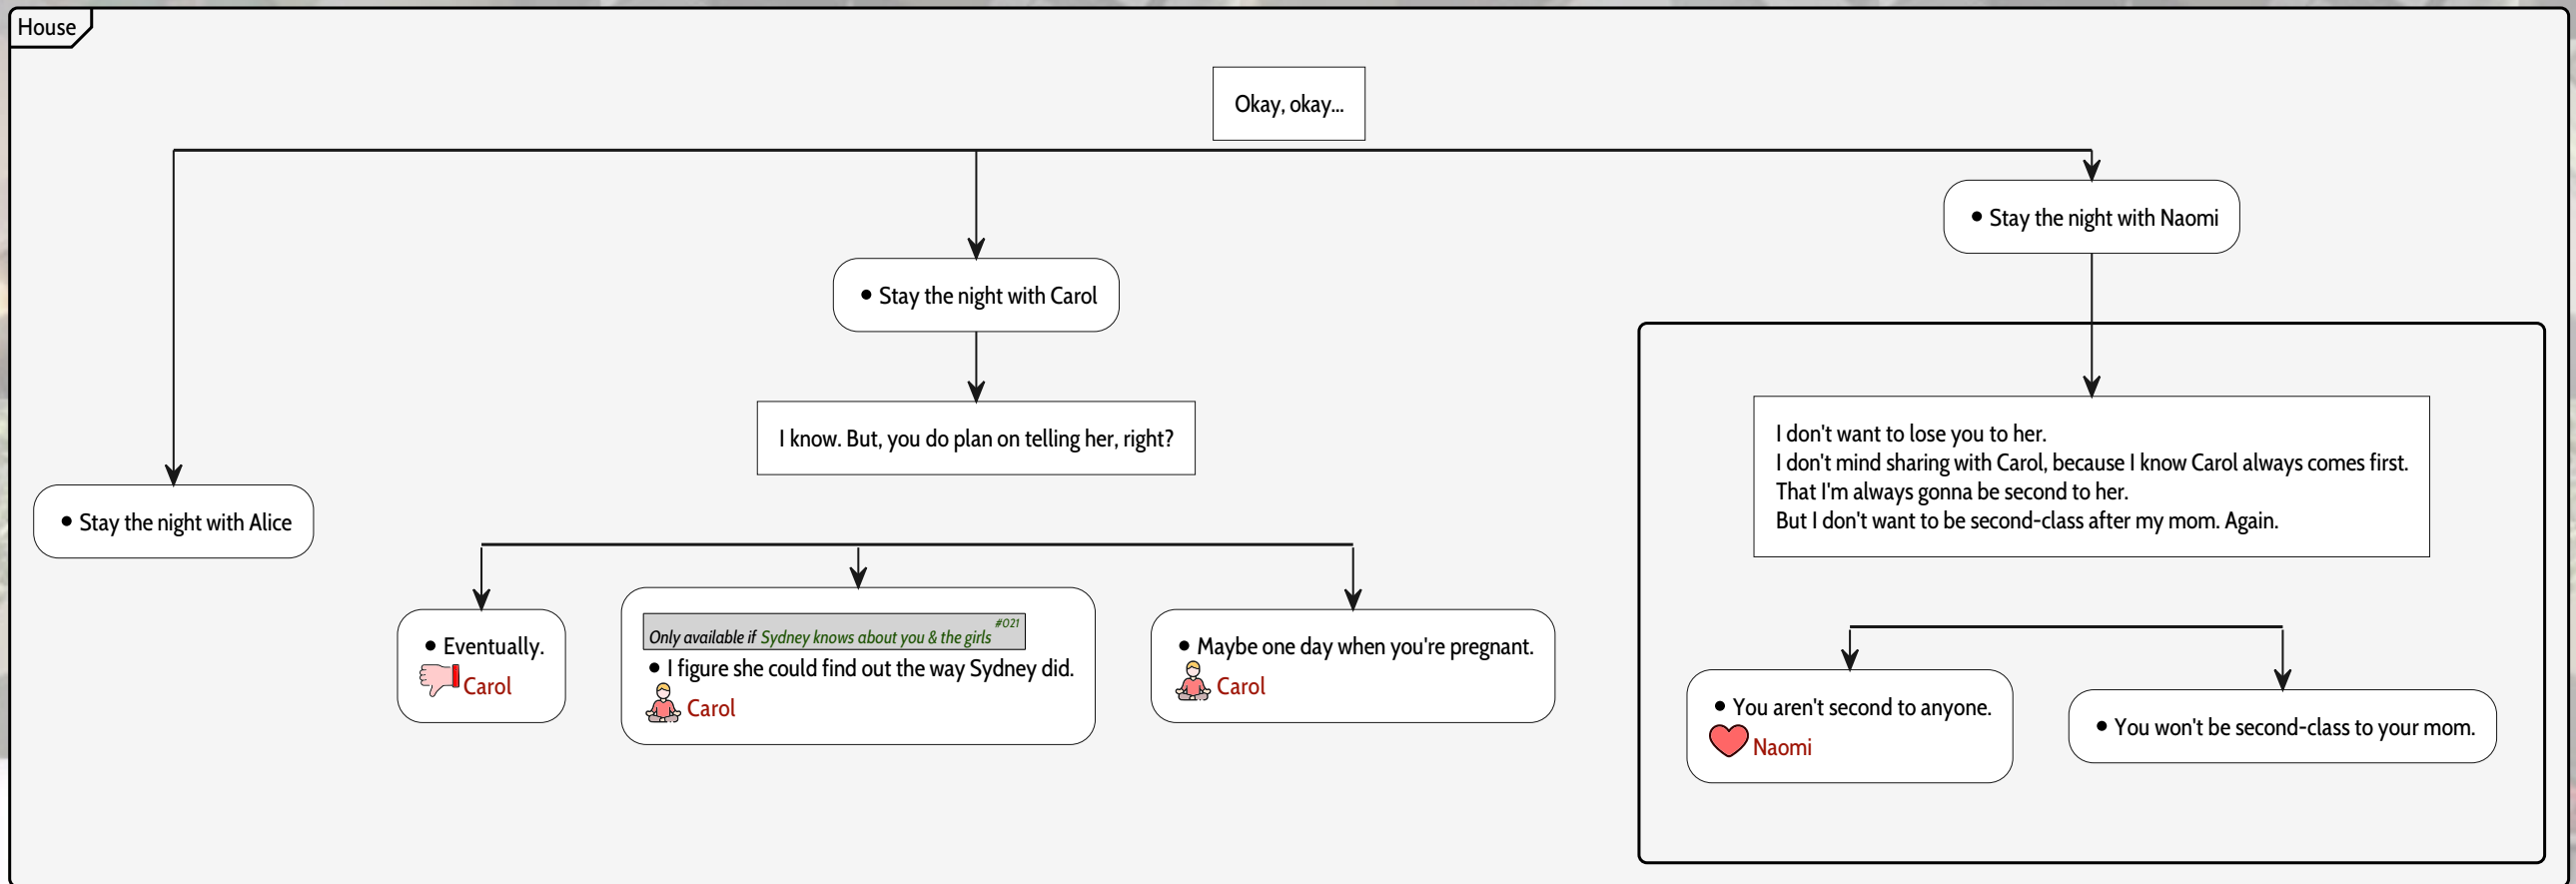 House
Okay, okay...
• Stay the night with Naomi
• Stay the night with Carol
I know. But, you do plan on telling her, right?
• Stay the night with Alice
I don't want to lose you to her.
I don't mind sharing with Carol, because I know Carol always comes first.
That I'm always gonna be second to her.
But I don't want to be second-class after my mom. Again.
• Eventually.
Carol
Only available if Sydney knows about you & the girls #021
• I figure she could find out the way Sydney did.
Carol
• Maybe one day when you're pregnant.
Carol
• You aren't second to anyone.
Naomi
• You won't be second-class to your mom.